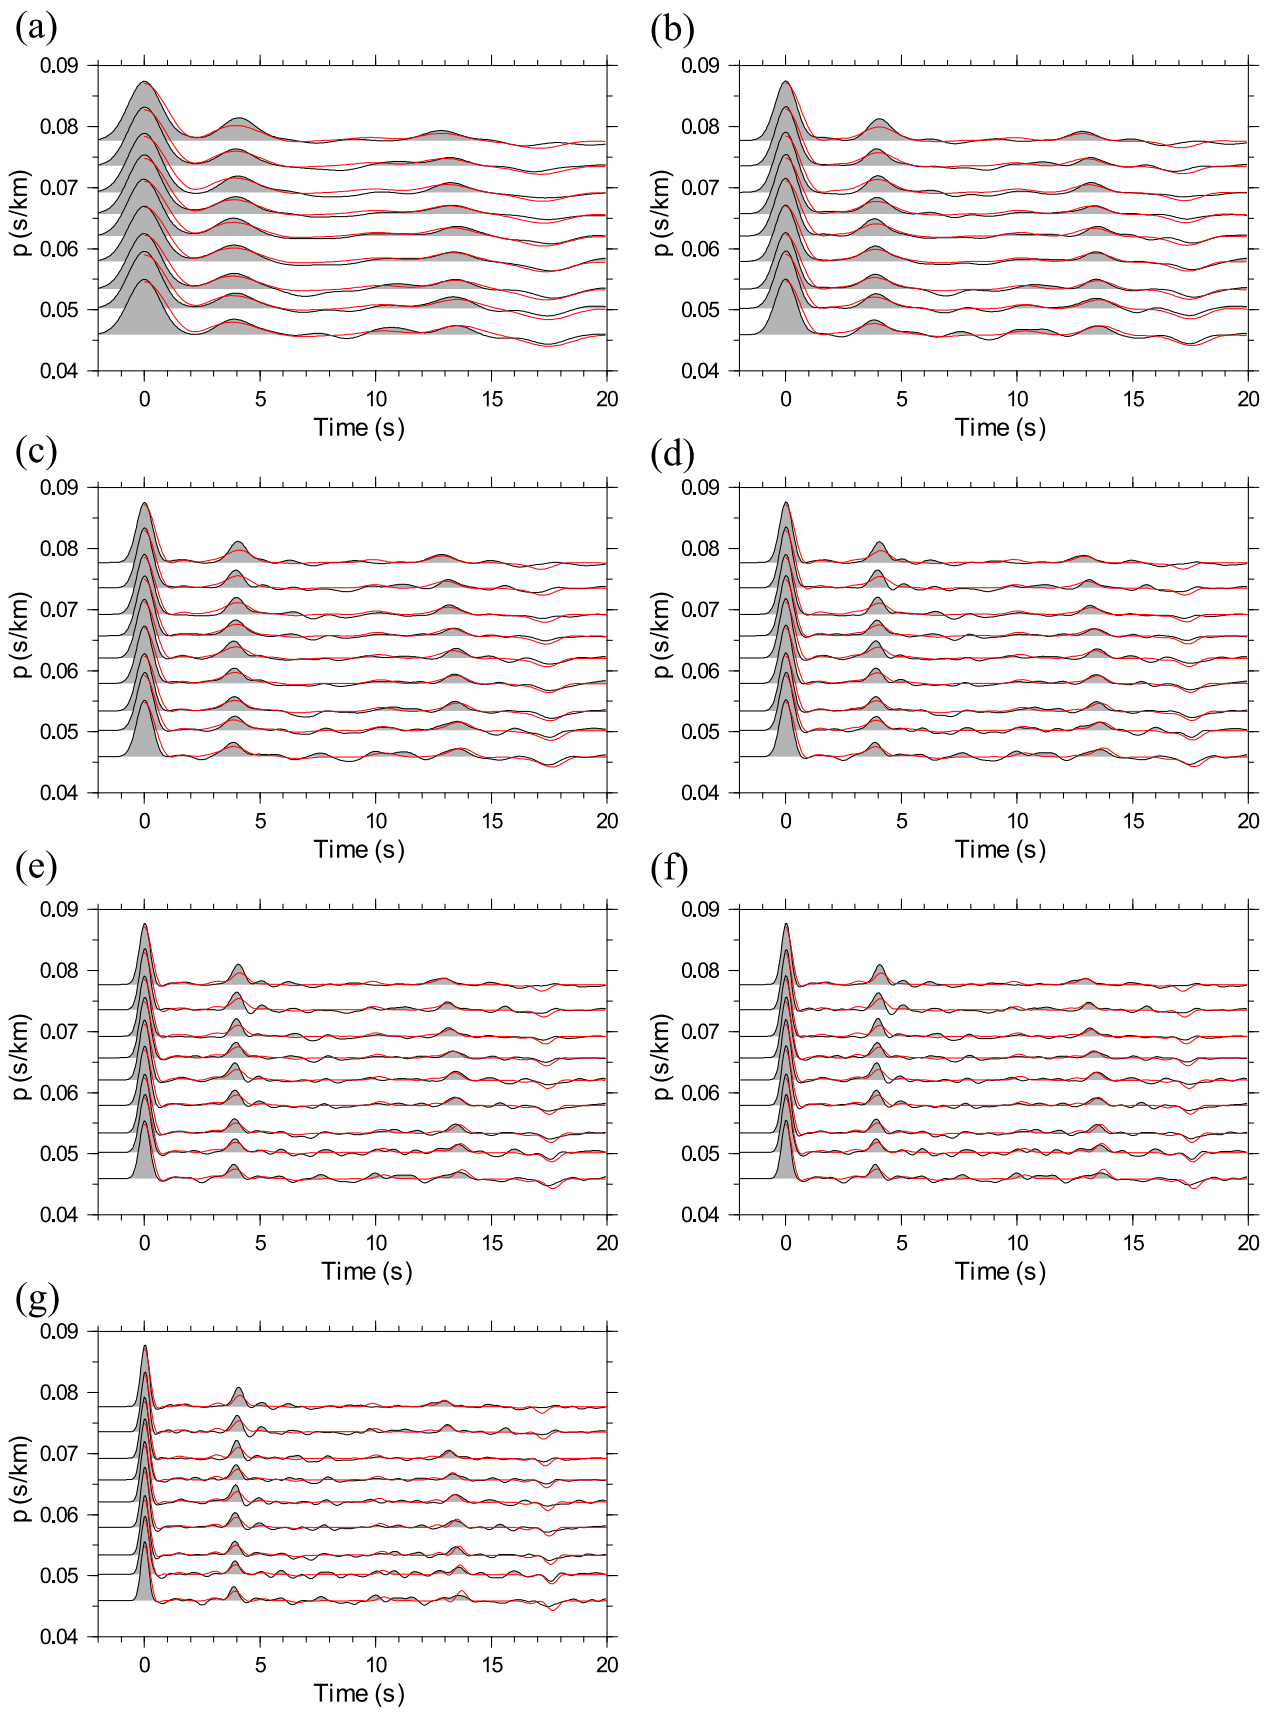 (a) (b)
0.09 0.09
0.08 0.08
0.07 0.07
0.06 0.06
0.05 0.05
0.04 0.04
p (s/km) p (s/km)
0 5 10 15 20 0 5 10 15 20
Time (s) Time (s)
(c) (d)
0.09 0.09
0.08 0.08
0.07 0.07
0.06 0.06
0.05 0.05
0.04 0.04
p (s/km) p (s/km)
0 5 10 15 20 0 5 10 15 20
Time (s) Time (s)
(e) (f)
0.09 0.09
0.08 0.08
0.07 0.07
0.06 0.06
0.05 0.05
0.04 0.04
p (s/km) p (s/km)
0 5 10 15 20 0 5 10 15 20
Time (s) Time (s)
(g)
0.09
0.08
0.07
0.06
0.05
0.04
p (s/km)
0 5 10 15 20
Time (s)